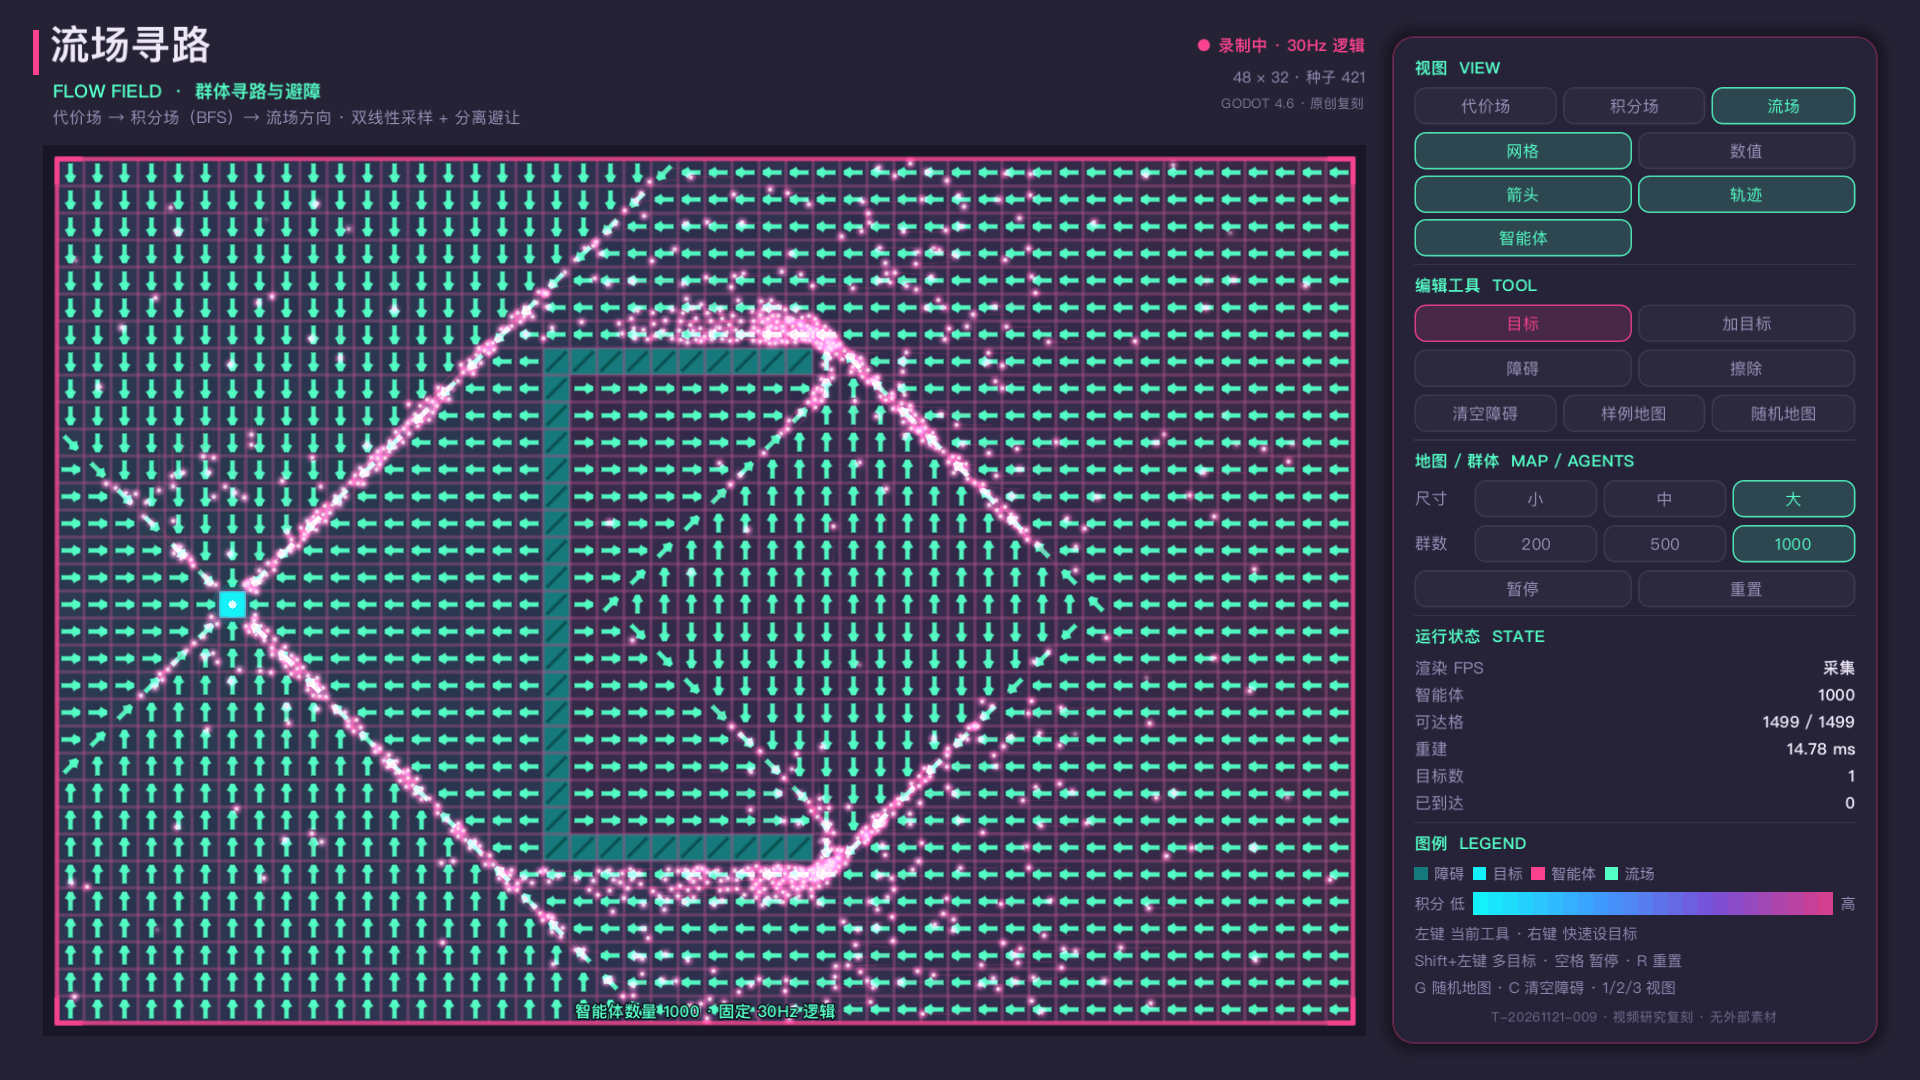 流场寻路
FLOW FIELD · 群体寻路与避障
代价场 → 积分场（BFS）→ 流场方向 · 双线性采样 + 分离避让
录制中 · 30Hz 逻辑
48 × 32 · 种子 421
GODOT 4.6 · 原创复刻
智能体数量 1000 · 固定 30Hz 逻辑
视图 VIEW
代价场 积分场 流场
网格 数值
箭头 轨迹
智能体
编辑工具 TOOL
目标 加目标
障碍 擦除
清空障碍 样例地图 随机地图
地图 / 群体 MAP / AGENTS
尺寸 小 中 大
群数 200 500 1000
暂停 重置
运行状态 STATE
渲染 FPS 采集
智能体 1000
可达格 1499 / 1499
重建 14.78 ms
目标数 1
已到达 0
图例 LEGEND
障碍 目标 智能体 流场
积分 低 高
左键 当前工具 · 右键 快速设目标
Shift+左键 多目标 · 空格 暂停 · R 重置
G 随机地图 · C 清空障碍 · 1/2/3 视图
T-20261121-009 · 视频研究复刻 · 无外部素材